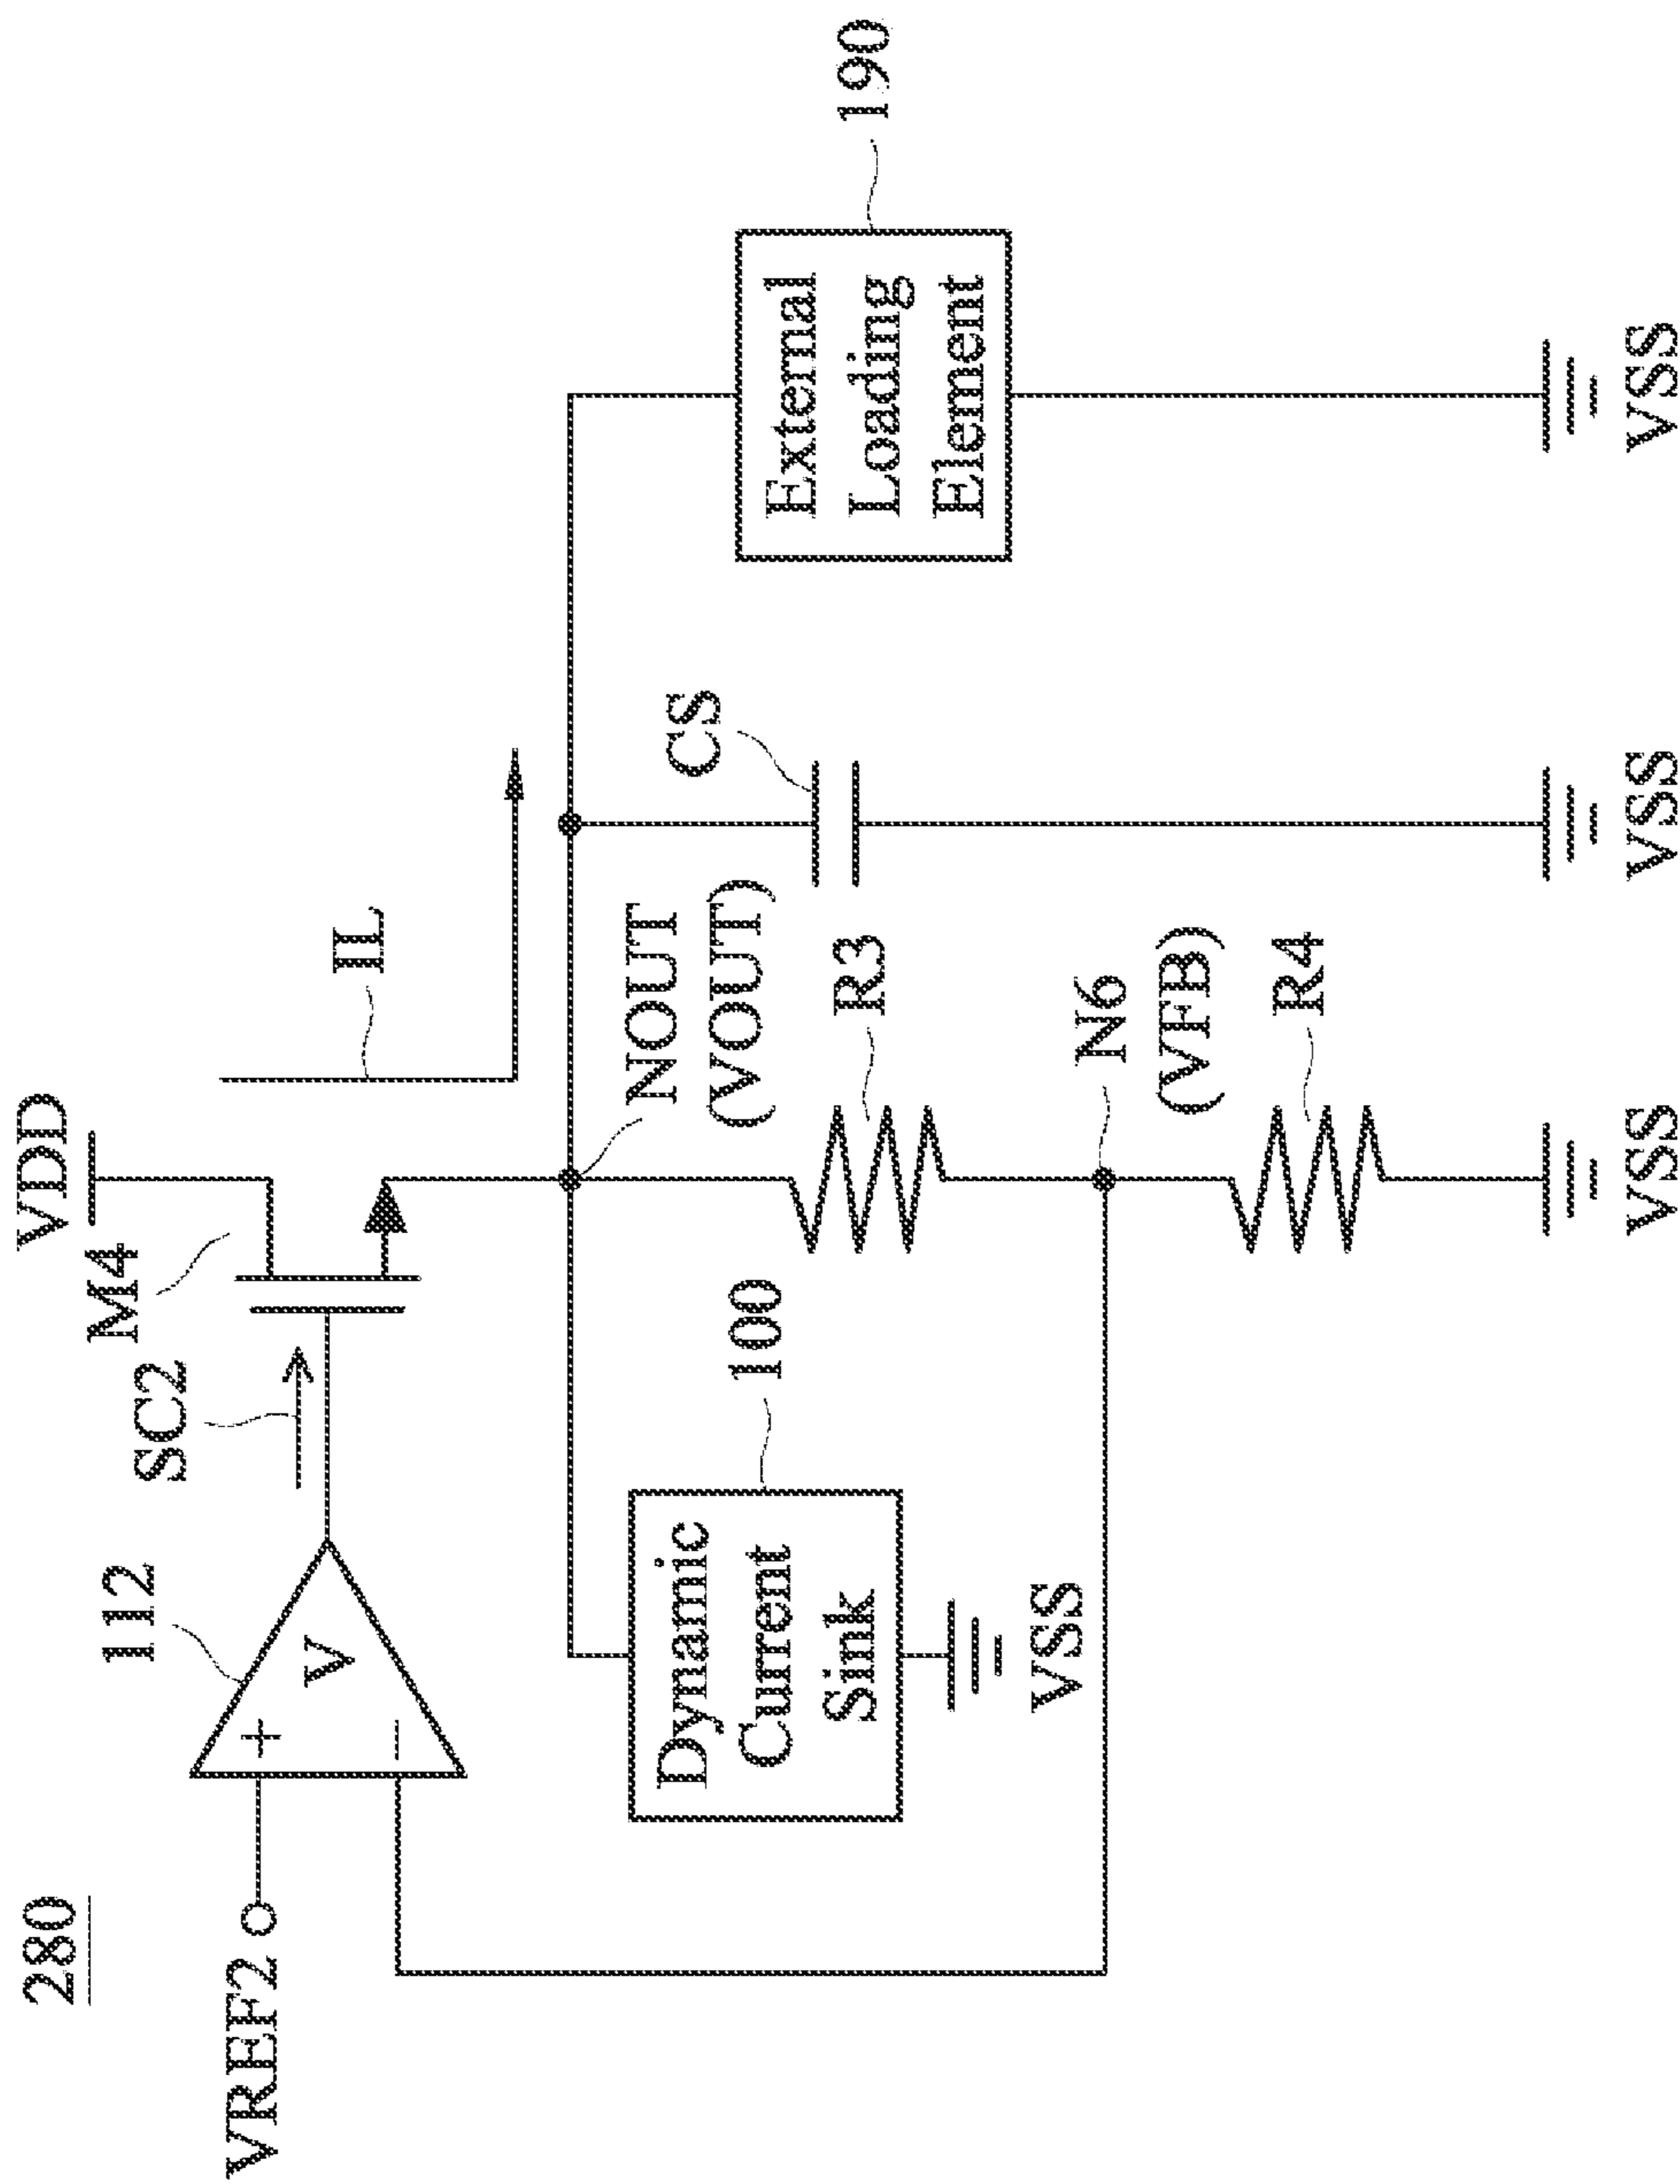 280
VDD
M4
SC2
112
+
−
V
VREF2
IL
NOUT
(VOUT)
CS
190
External
Loading
Element
100
Dynamic
Current
Sink
VSS
R3
N6
(VFB)
R4
VSS
VSS
VSS